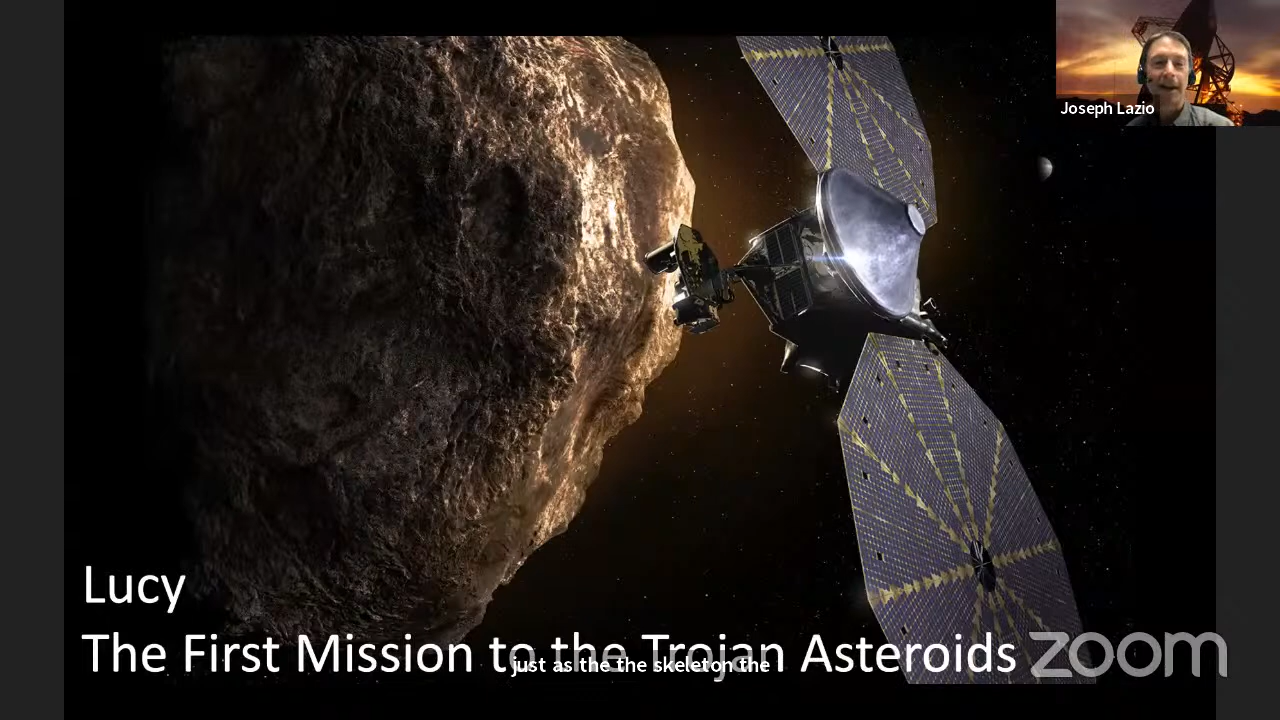 Joseph Lazio
Lucy
The First Mission to the Trojan Asteroids
just as the the skeleton the
zoom